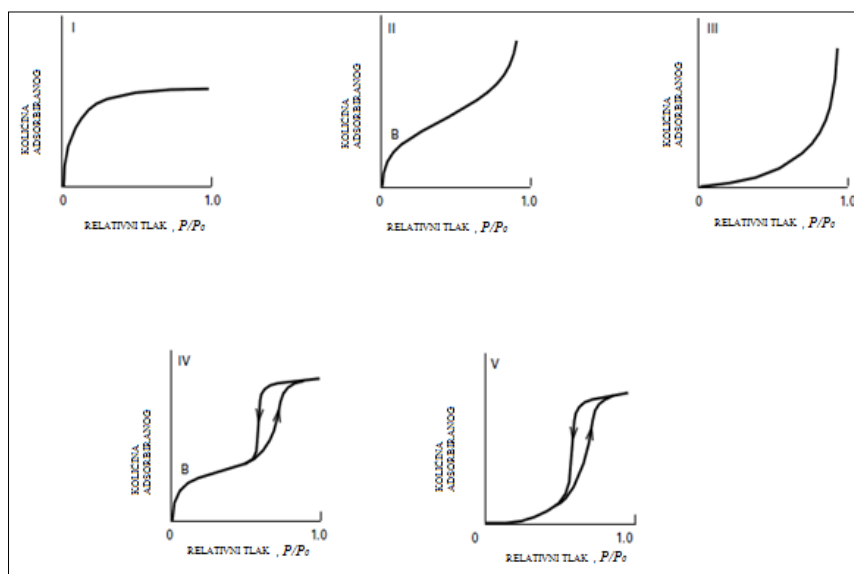 I
KOLIČINA
ADSORBIRANOG
0
1.0
RELATIVNI TLAK , P/P₀
II
KOLIČINA
ADSORBIRANOG
B
0
1.0
RELATIVNI TLAK , P/P₀
III
KOLIČINA
ADSORBIRANOG
0
1.0
RELATIVNI TLAK , P/P₀
IV
KOLIČINA
ADSORBIRANOG
B
0
1.0
RELATIVNI TLAK , P/P₀
V
KOLIČINA
ADSORBIRANOG
0
1.0
RELATIVNI TLAK , P/P₀